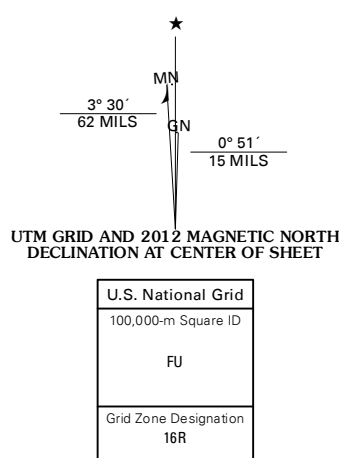 ★
MN
3° 30´
62 MILS
GN
0° 51´
15 MILS
UTM GRID AND 2012 MAGNETIC NORTH
DECLINATION AT CENTER OF SHEET
U.S. National Grid
100,000-m Square ID
FU
Grid Zone Designation
16R